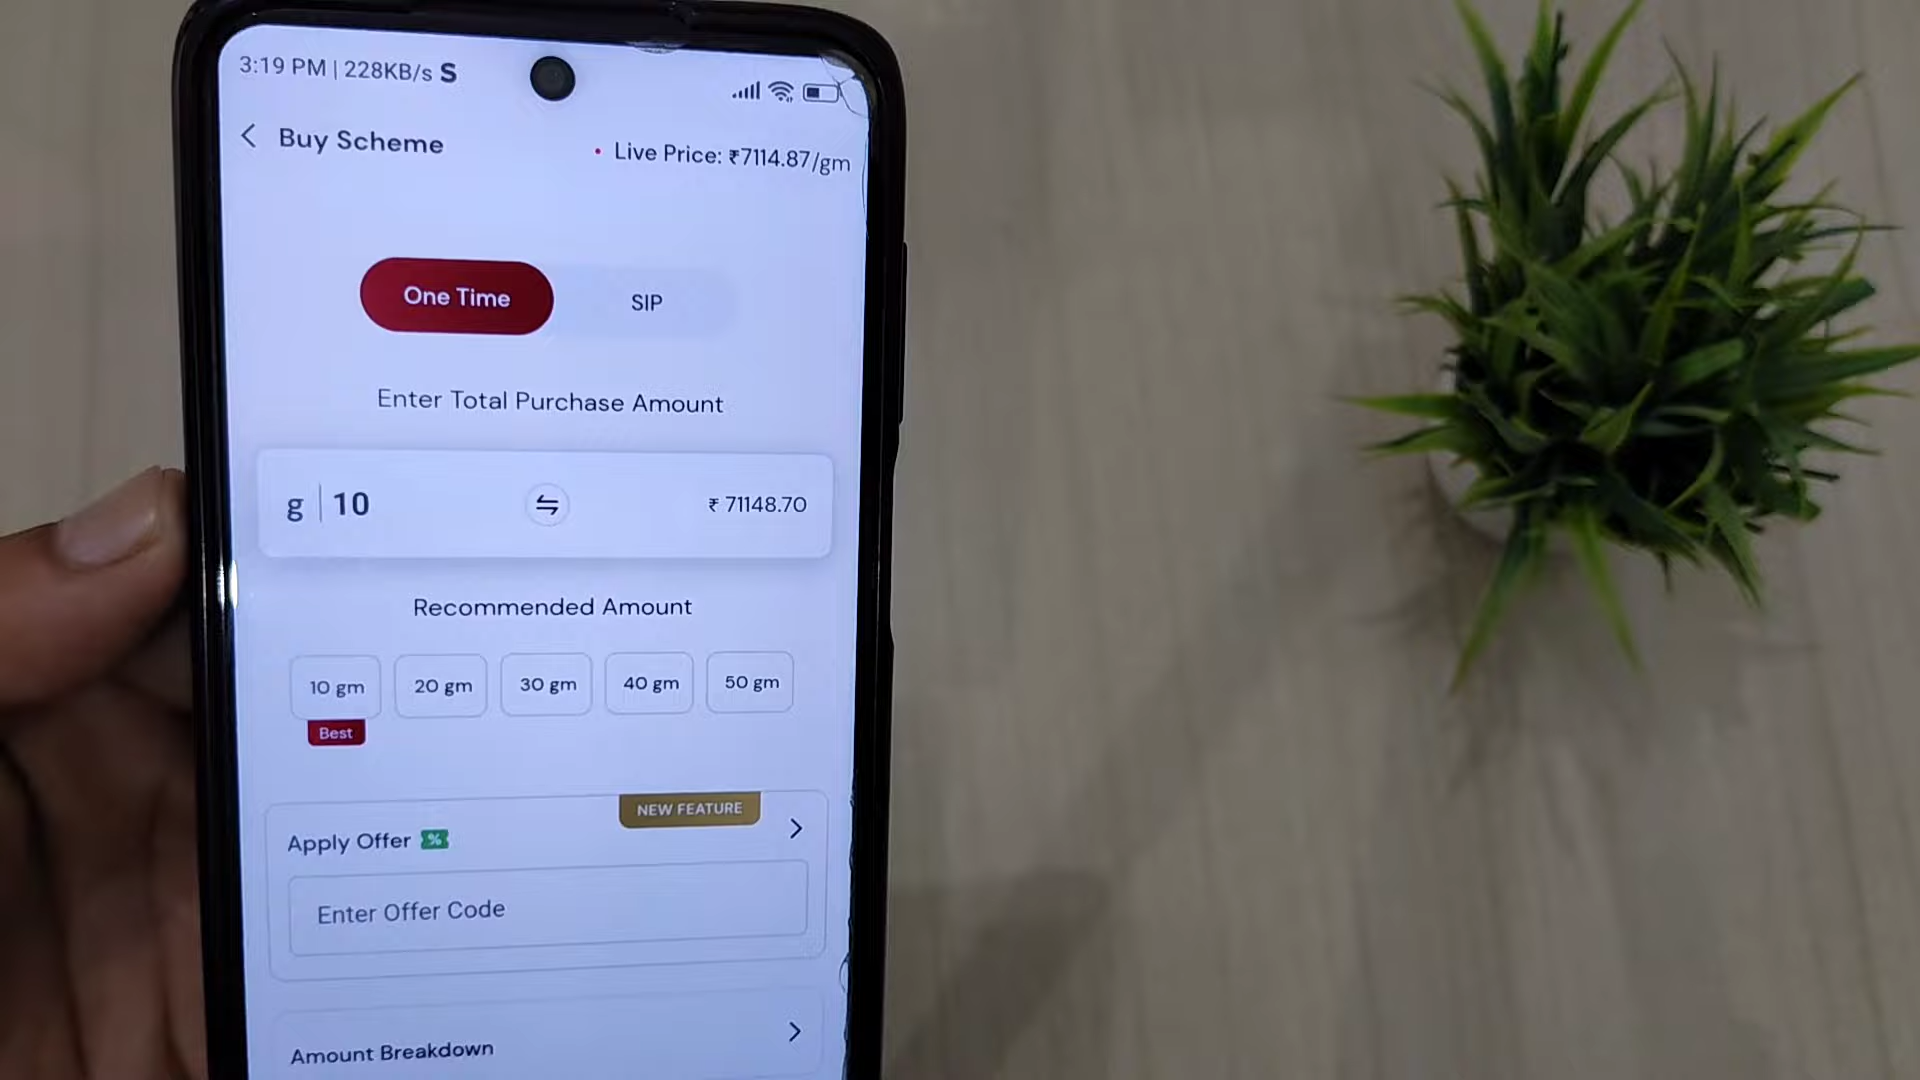 3:19 PM | 228KB/s S
Buy Scheme
• Live Price: ₹7114.87/gm
One Time
SIP
Enter Total Purchase Amount
g | 10
₹ 71148.70
Recommended Amount
10 gm
20 gm
30 gm
40 gm
50 gm
Best
NEW FEATURE
Apply Offer
Enter Offer Code
Amount Breakdown